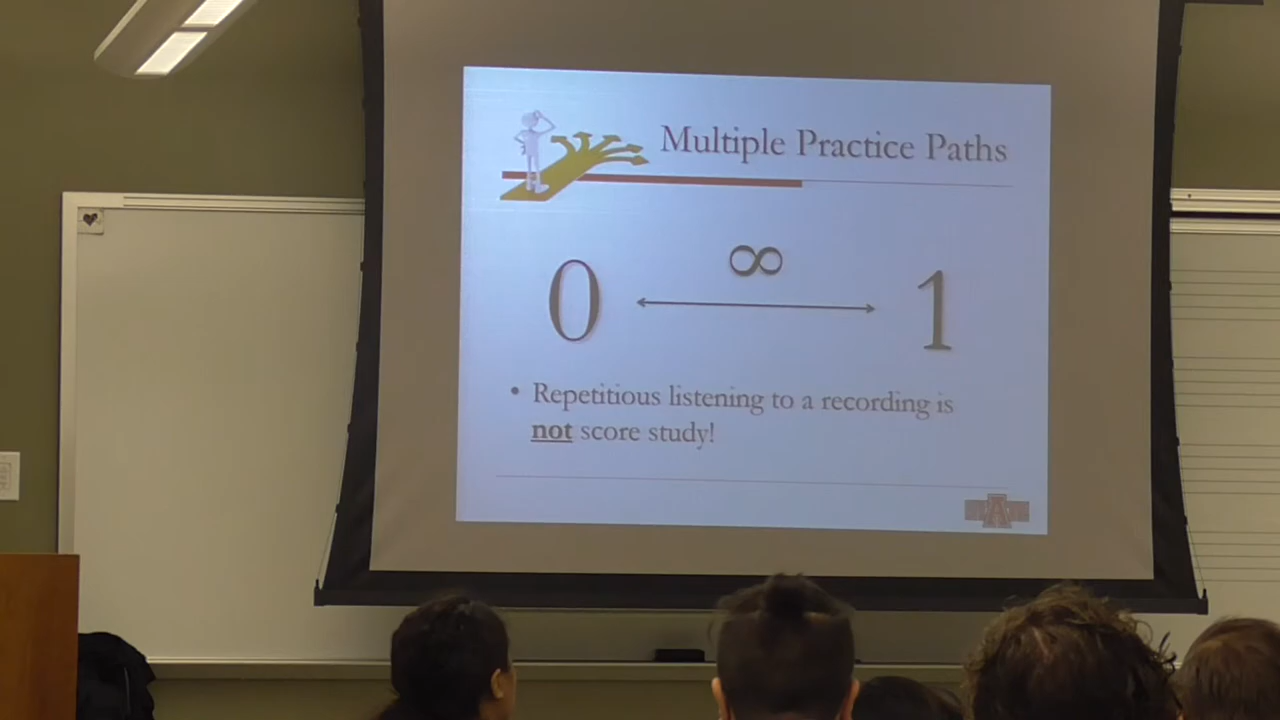 Multiple Practice Paths
∞
0 1
• Repetitious listening to a recording is
not score study!
A